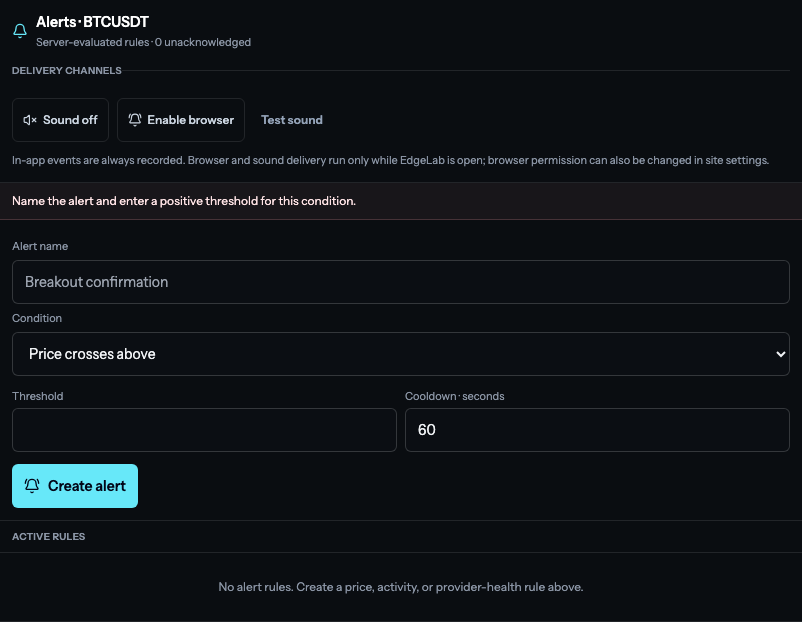 Alerts · BTCUSDT
Server-evaluated rules · 0 unacknowledged
DELIVERY CHANNELS
Sound off Enable browser Test sound
In-app events are always recorded. Browser and sound delivery run only while EdgeLab is open; browser permission can also be changed in site settings.
Name the alert and enter a positive threshold for this condition.
Alert name
Breakout confirmation
Condition
Price crosses above
Threshold Cooldown · seconds
60
Create alert
ACTIVE RULES
No alert rules. Create a price, activity, or provider-health rule above.